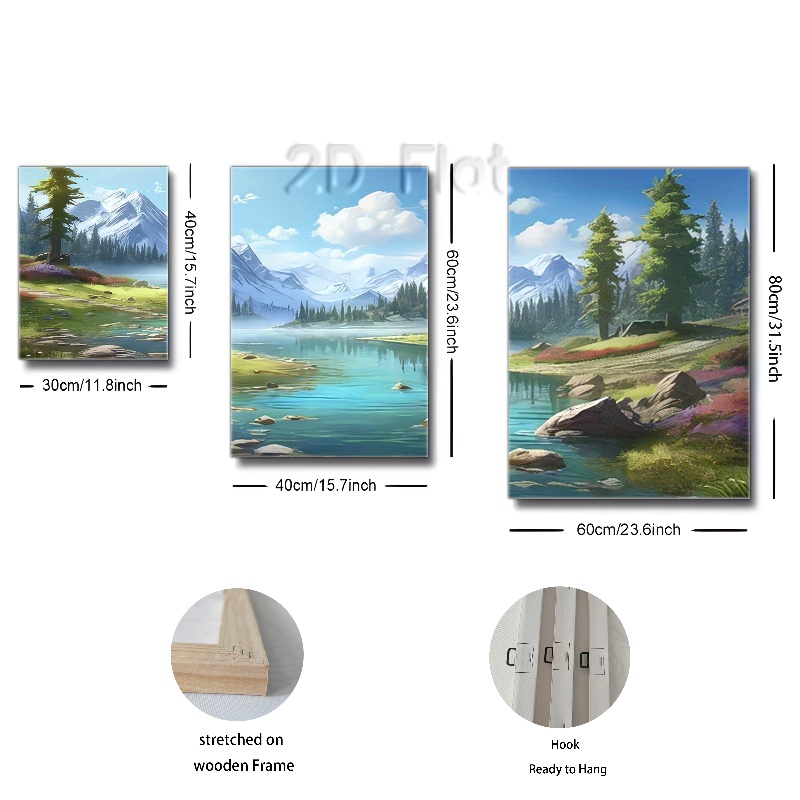 2D Flat
40cm/15.7inch
30cm/11.8inch
60cm/23.6inch
40cm/15.7inch
80cm/31.5inch
60cm/23.6inch
stretched on
wooden Frame
Hook
Ready to Hang